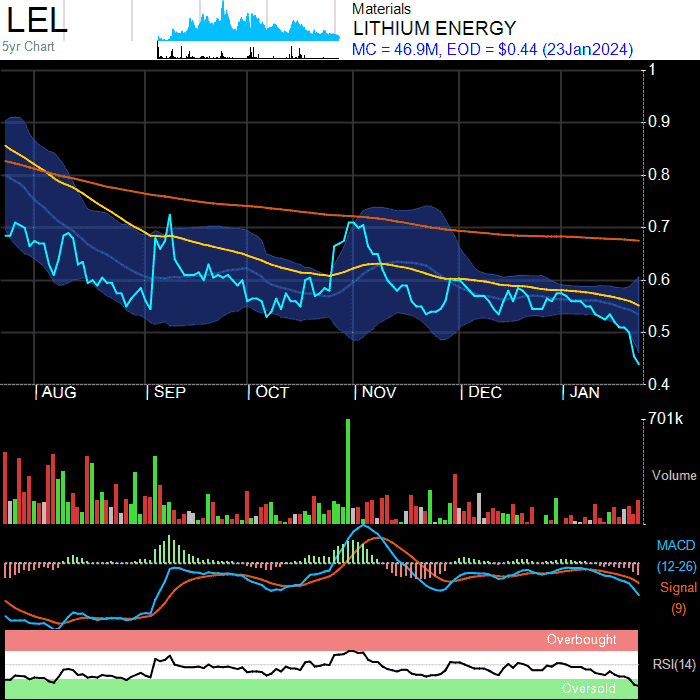 LEL
5yr Chart
Materials
LITHIUM ENERGY
MC = 46.9M, EOD = $0.44 (23Jan2024)
1
0.9
0.8
0.7
0.6
0.5
0.4
AUG SEP OCT NOV DEC JAN
701k
Volume
MACD
(12-26)
Signal
(9)
Overbought
RSI(14)
Oversold